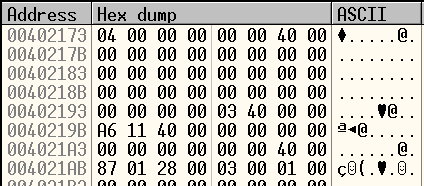 Address Hex dump ASCII
00402173 04 00 00 00 00 00 40 00 ♦.....@.
0040217B 00 00 00 00 00 00 00 00 ........
00402183 00 00 00 00 00 00 00 00 ........
0040218B 00 00 00 00 00 00 00 00 ........
00402193 00 00 00 00 03 40 00 00 ....♥@..
0040219B A6 11 40 00 00 00 00 00 ª◄@.....
004021A3 00 00 00 00 00 00 40 00 ......@.
004021AB 87 01 28 00 03 00 01 00 ç☺(.♥.☺.